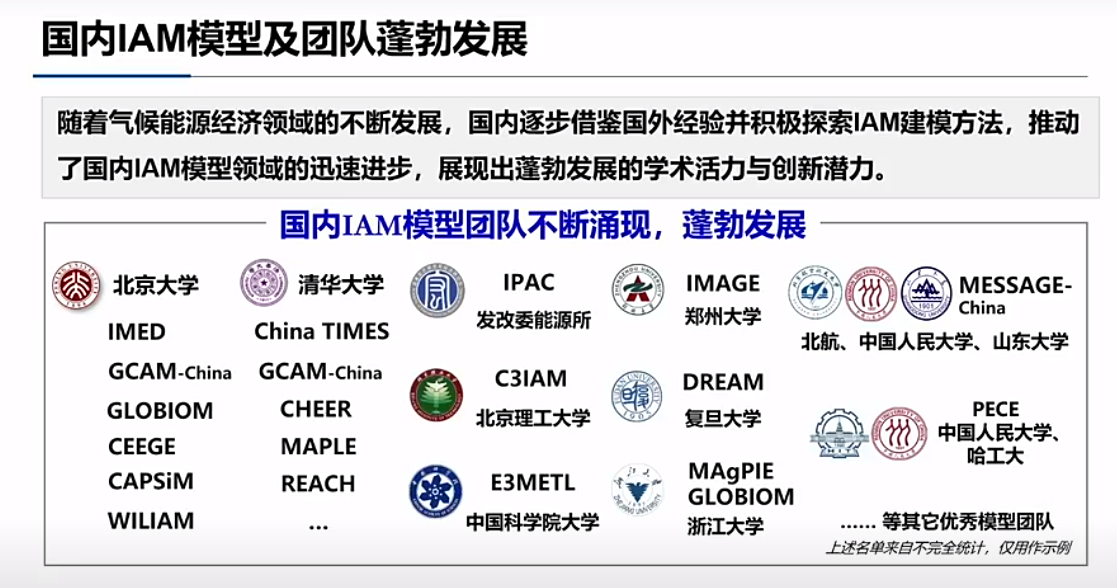 国内IAM模型及团队蓬勃发展
随着气候能源经济领域的不断发展，国内逐步借鉴国外经验并积极探索IAM建模方法，推动
了国内IAM模型领域的迅速进步，展现出蓬勃发展的学术活力与创新潜力。
国内IAM模型团队不断涌现，蓬勃发展
北京大学
IMED
GCAM-China
GLOBIOM
CEEGE
CAPSiM
WILIAM
清华大学
China TIMES
GCAM-China
CHEER
MAPLE
REACH
...
IPAC
发改委能源所
C3IAM
北京理工大学
E3METL
中国科学院大学
IMAGE
郑州大学
DREAM
复旦大学
MAgPIE
GLOBIOM
浙江大学
MESSAGE-
China
北航、中国人民大学、山东大学
PECE
中国人民大学、
哈工大
…… 等其它优秀模型团队
上述名单来自不完全统计，仅用作示例